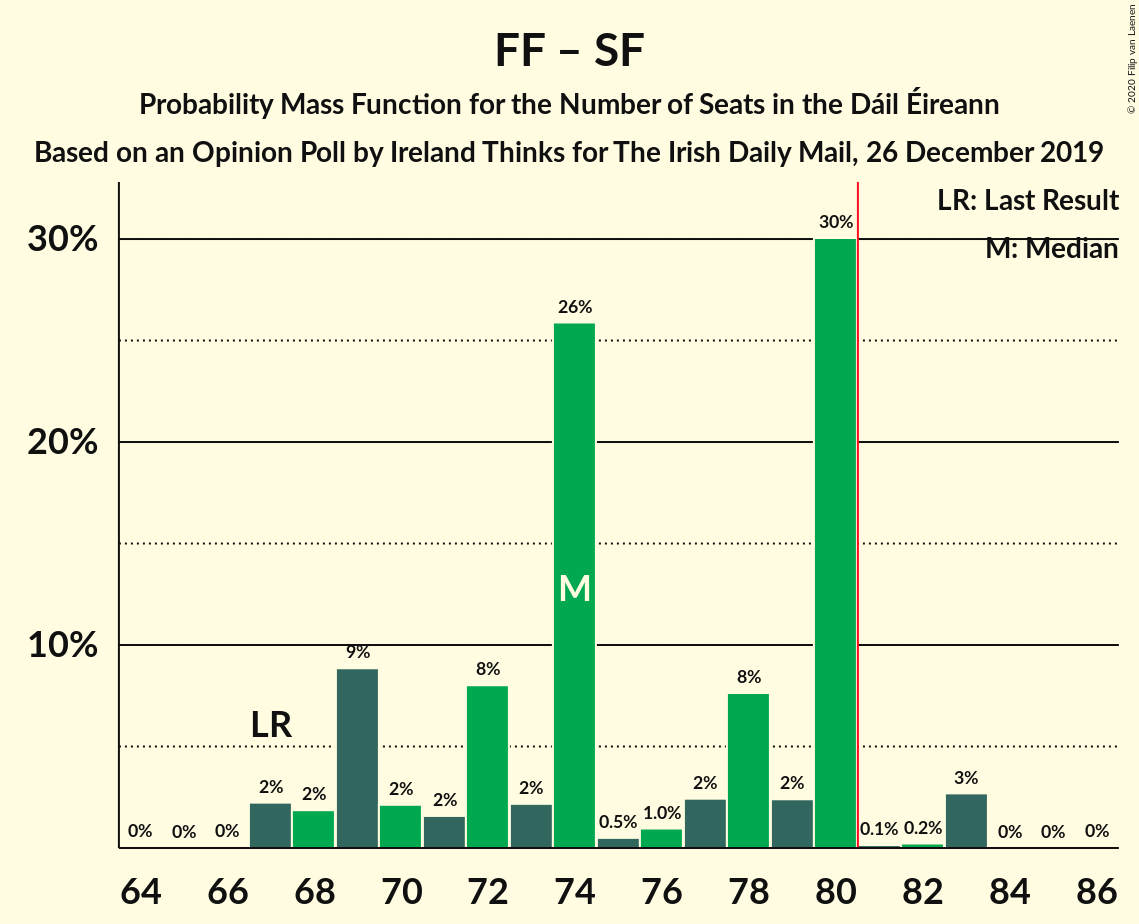 FF – SF
Probability Mass Function for the Number of Seats in the Dáil Éireann
Based on an Opinion Poll by Ireland Thinks for The Irish Daily Mail, 26 December 2019
© 2020 Filip van Laenen
LR: Last Result
M: Median
30%
20%
10%
0% 0% 0% 2% 2% 9% 2% 2% 8% 2% 26% 0.5% 1.0% 2% 8% 2% 30% 0.1% 0.2% 3% 0% 0% 0%
LR
M
64 66 68 70 72 74 76 78 80 82 84 86